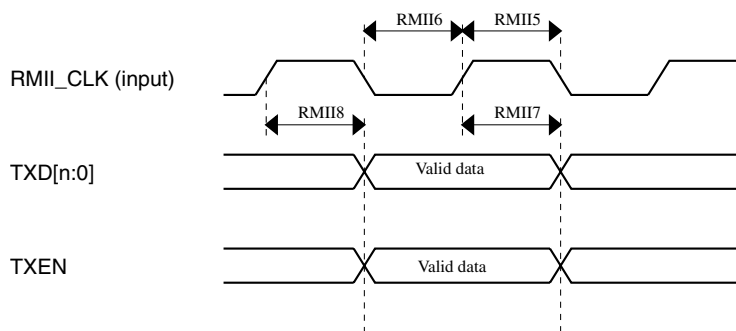 RMII6
RMII5
RMII_CLK (input)
RMII8
RMII7
TXD[n:0]
Valid data
TXEN
Valid data